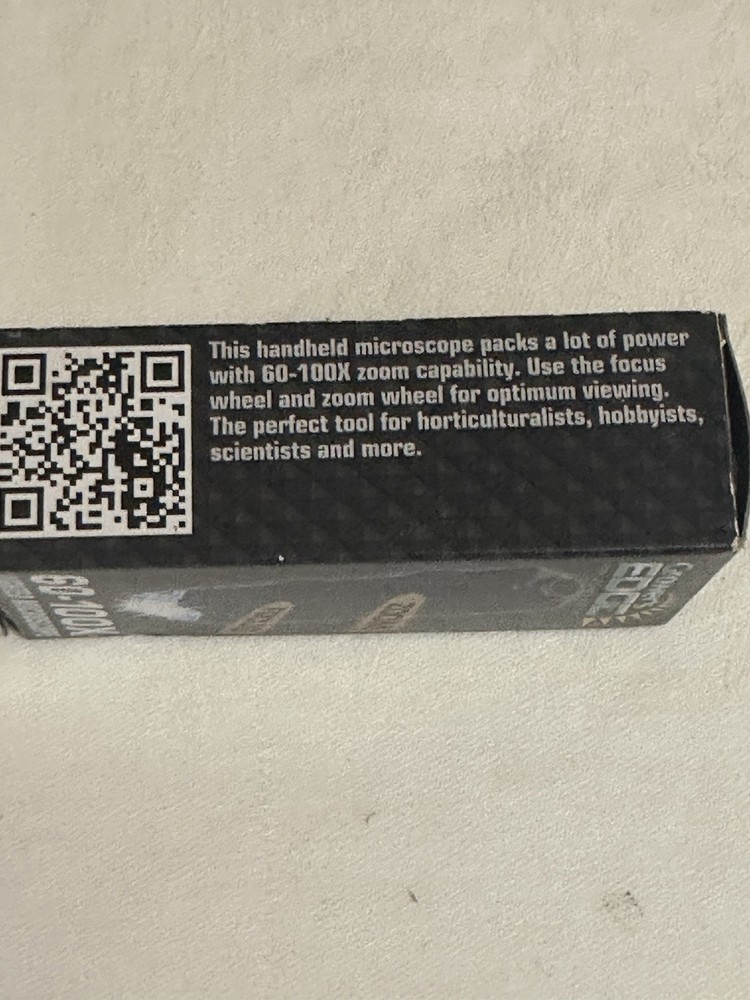 This handheld microscope packs a lot of power
with 60-100X zoom capability. Use the focus
wheel and zoom wheel for optimum viewing.
The perfect tool for horticulturalists, hobbyists,
scientists and more.
60-100X
EDGE